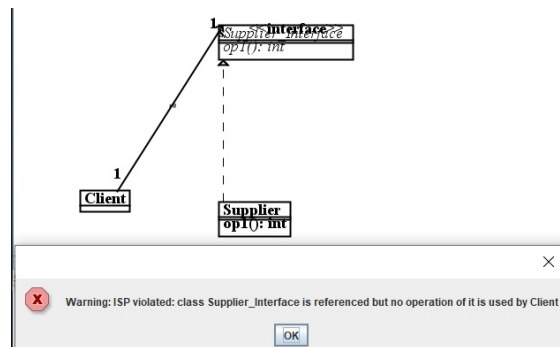 1
<<interface>>
Supplier_Interface
op1(): int
1
Client
Supplier
op1(): int
Warning: ISP violated: class Supplier_Interface is referenced but no operation of it is used by Client
OK